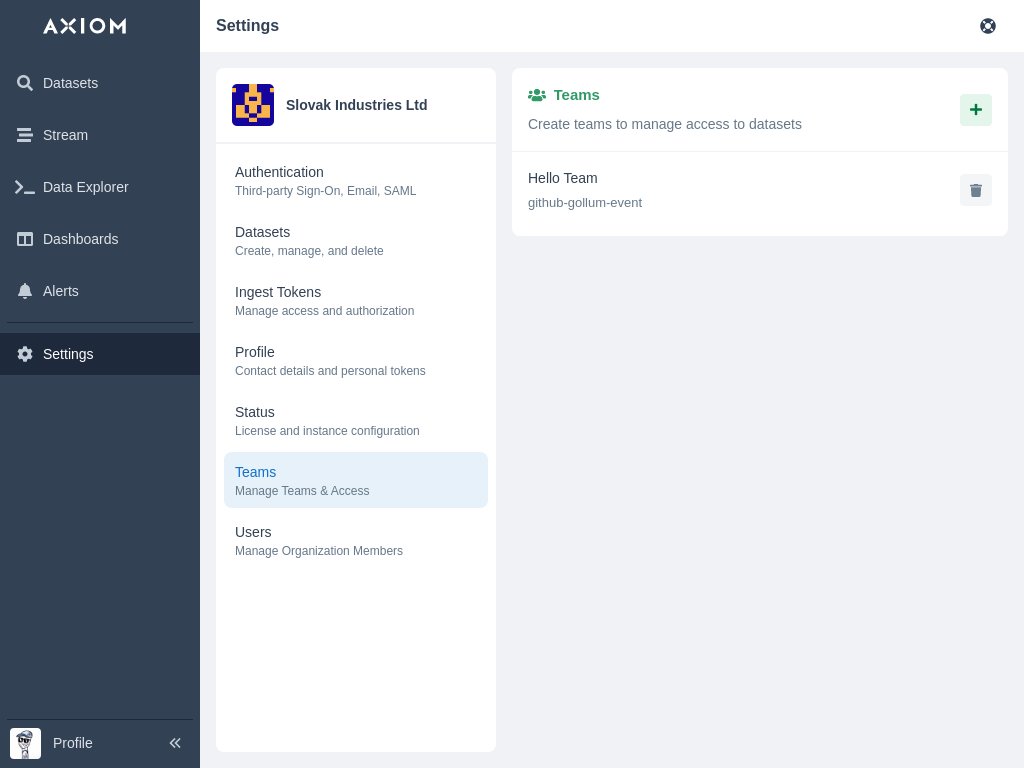 AXIOM
Datasets
Stream
Data Explorer
Dashboards
Alerts
Settings
Profile
Settings
Slovak Industries Ltd
Authentication
Third-party Sign-On, Email, SAML
Datasets
Create, manage, and delete
Ingest Tokens
Manage access and authorization
Profile
Contact details and personal tokens
Status
License and instance configuration
Teams
Manage Teams & Access
Users
Manage Organization Members
Teams
Create teams to manage access to datasets
Hello Team
github-gollum-event